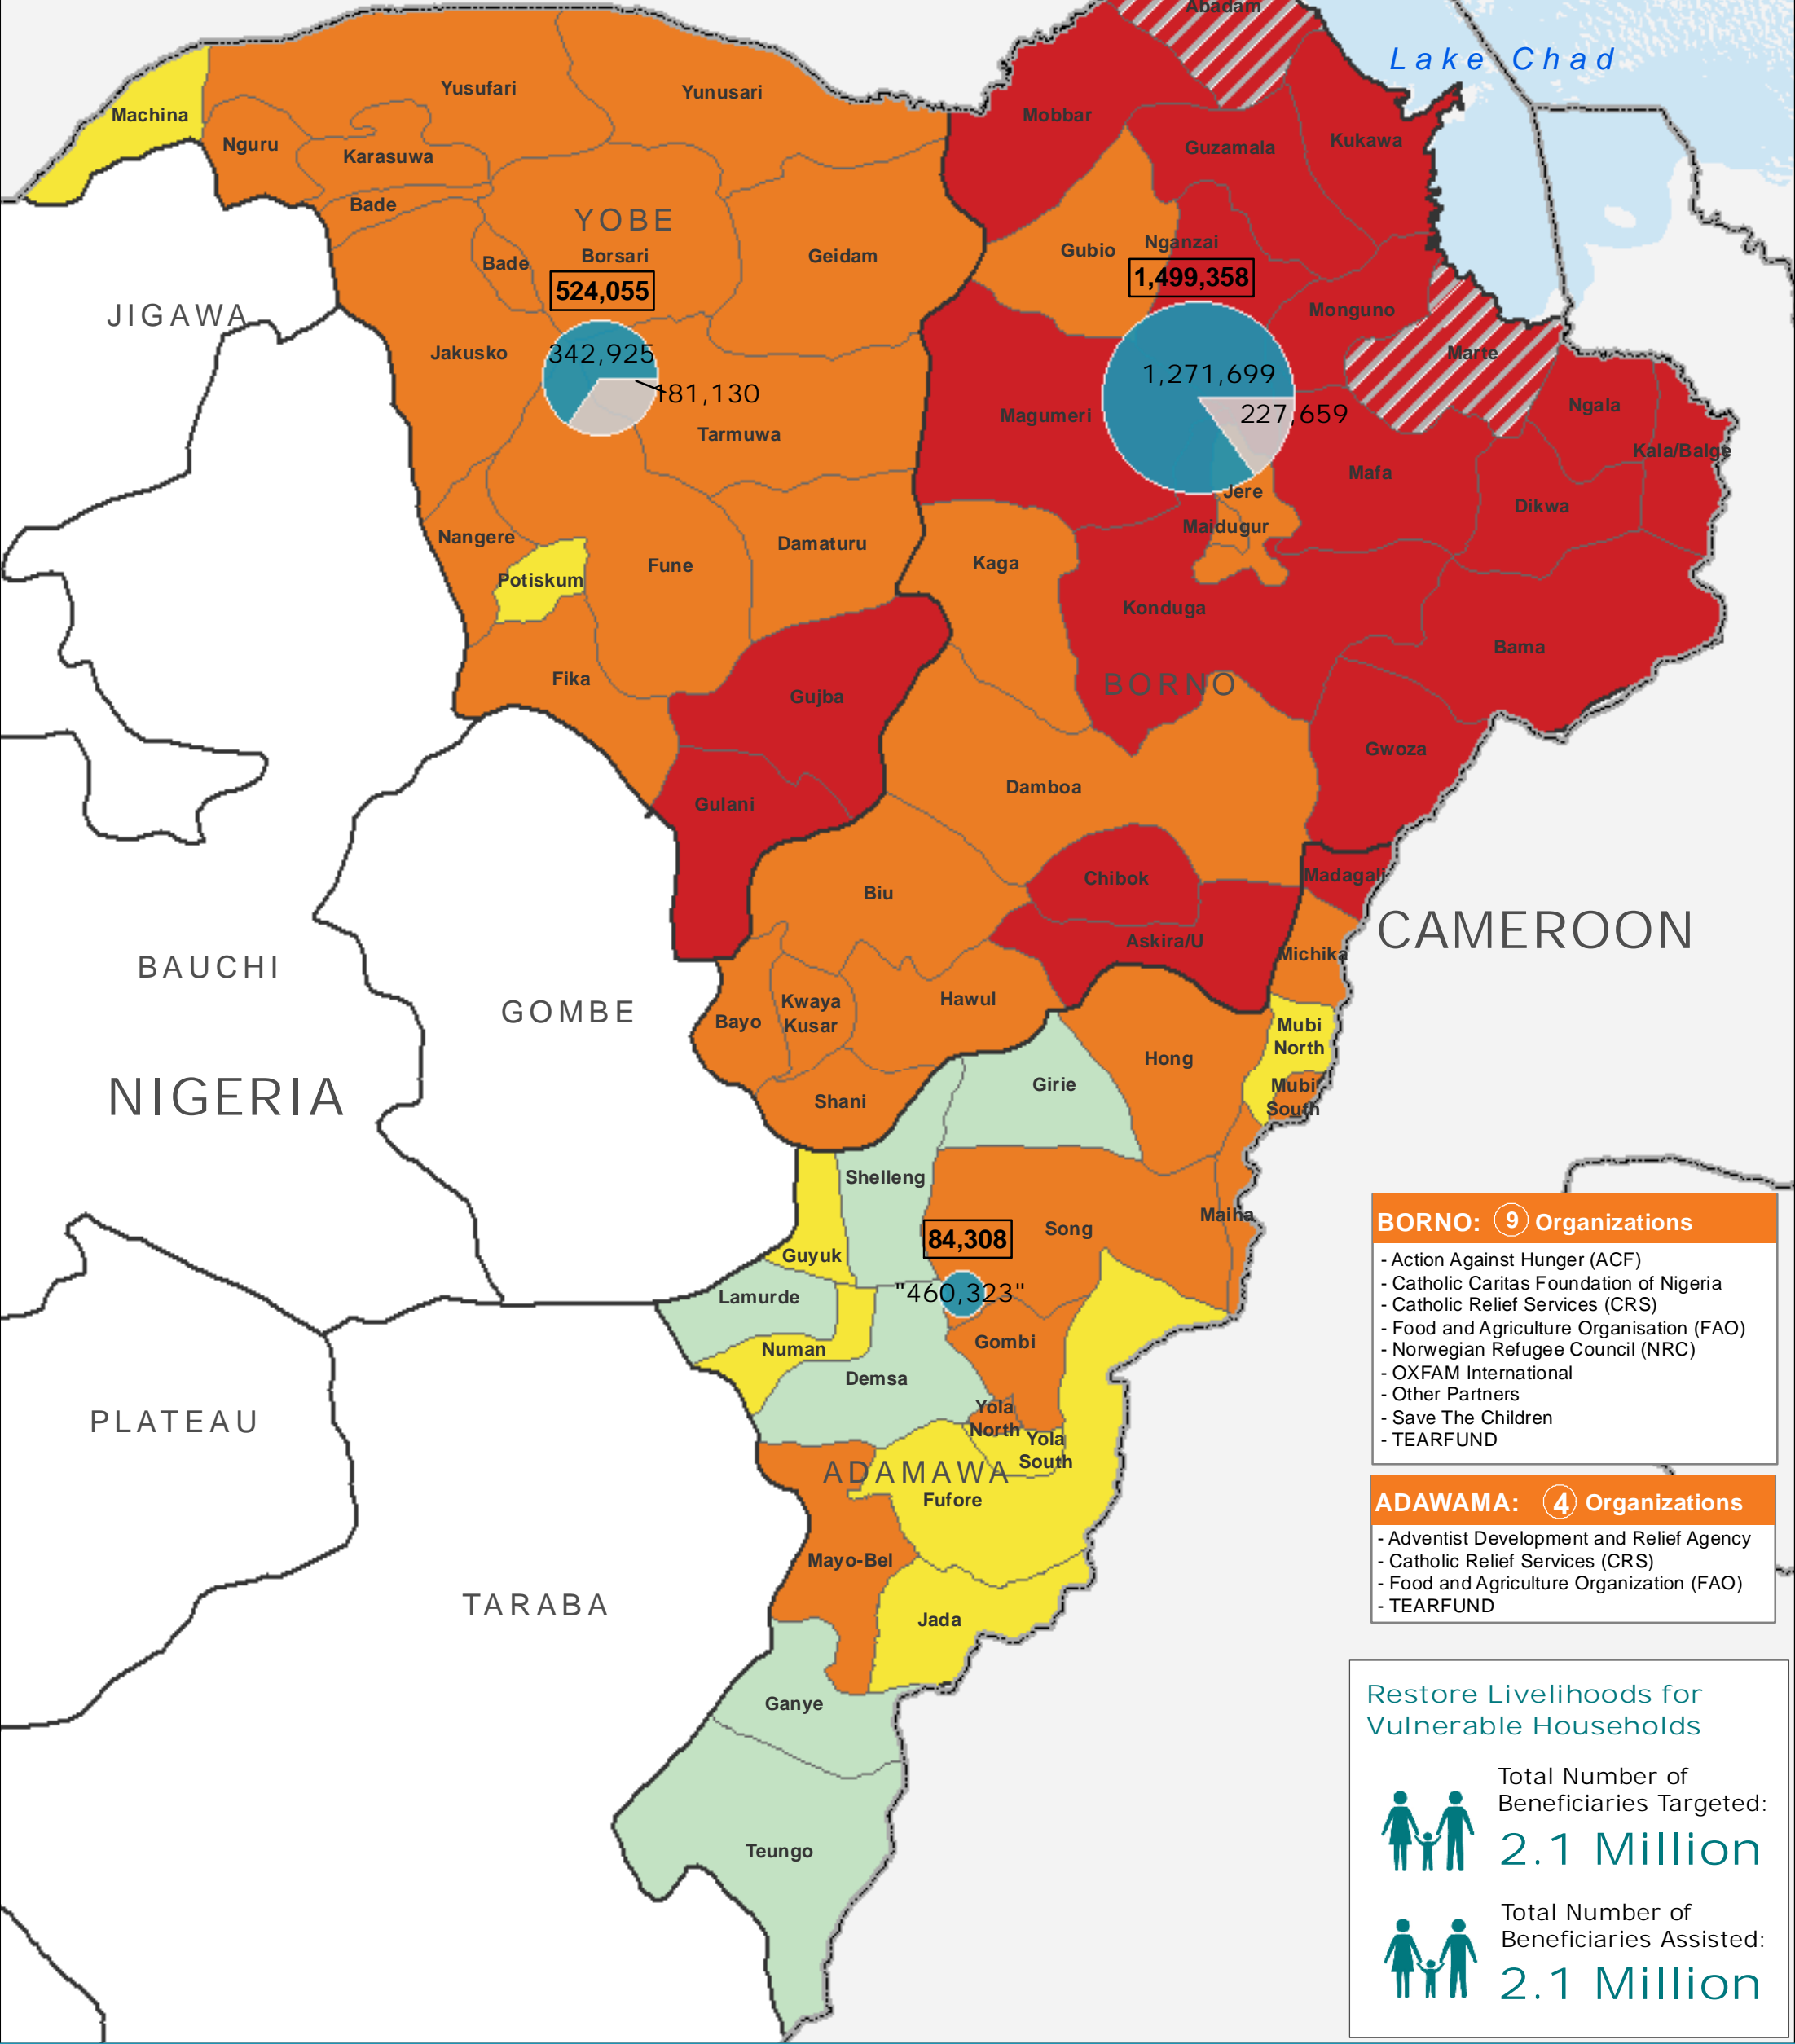 Abadam
Lake Chad
Machina
Yusufari
Yunusari
Mobbar
Nguru
Karasuwa
Guzamala
Kukawa
Bade
YOBE
Borsari
524,055
Bade
Geidam
Gubio
Nganzai
1,499,358
JIGAWA
Monguno
Jakusko
342,925
181,130
Marte
1,271,699
227,659
Magumeri
Ngala
Tarmuwa
Kala/Balge
Mafa
Jere
Dikwa
Maidugur
Nangere
Damaturu
Potiskum
Fune
Kaga
Konduga
Bama
Fika
BORNO
Gujba
Gwoza
Damboa
Gulani
Chibok
Madagali
Biu
CAMEROON
Askira/U
Michika
BAUCHI
GOMBE
Kwaya
Kusar
Hawul
Bayo
Mubi
North
Hong
NIGERIA
Girie
Mubi
South
Shani
Shelleng
Maiha
Song
84,308
Guyuk
"460,323"
Lamurde
Numan
Gombi
Demsa
PLATEAU
Yola
North
Yola
South
ADAMAWA
Fufore
Mayo-Bel
TARABA
Jada
Ganye
Teungo
BORNO: 9 Organizations
- Action Against Hunger (ACF)
- Catholic Caritas Foundation of Nigeria
- Catholic Relief Services (CRS)
- Food and Agriculture Organisation (FAO)
- Norwegian Refugee Council (NRC)
- OXFAM International
- Other Partners
- Save The Children
- TEARFUND
ADAWAMA: 4 Organizations
- Adventist Development and Relief Agency
- Catholic Relief Services (CRS)
- Food and Agriculture Organization (FAO)
- TEARFUND
Restore Livelihoods for
Vulnerable Households
Total Number of
Beneficiaries Targeted:
2.1 Million
Total Number of
Beneficiaries Assisted:
2.1 Million